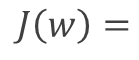 J(w) =